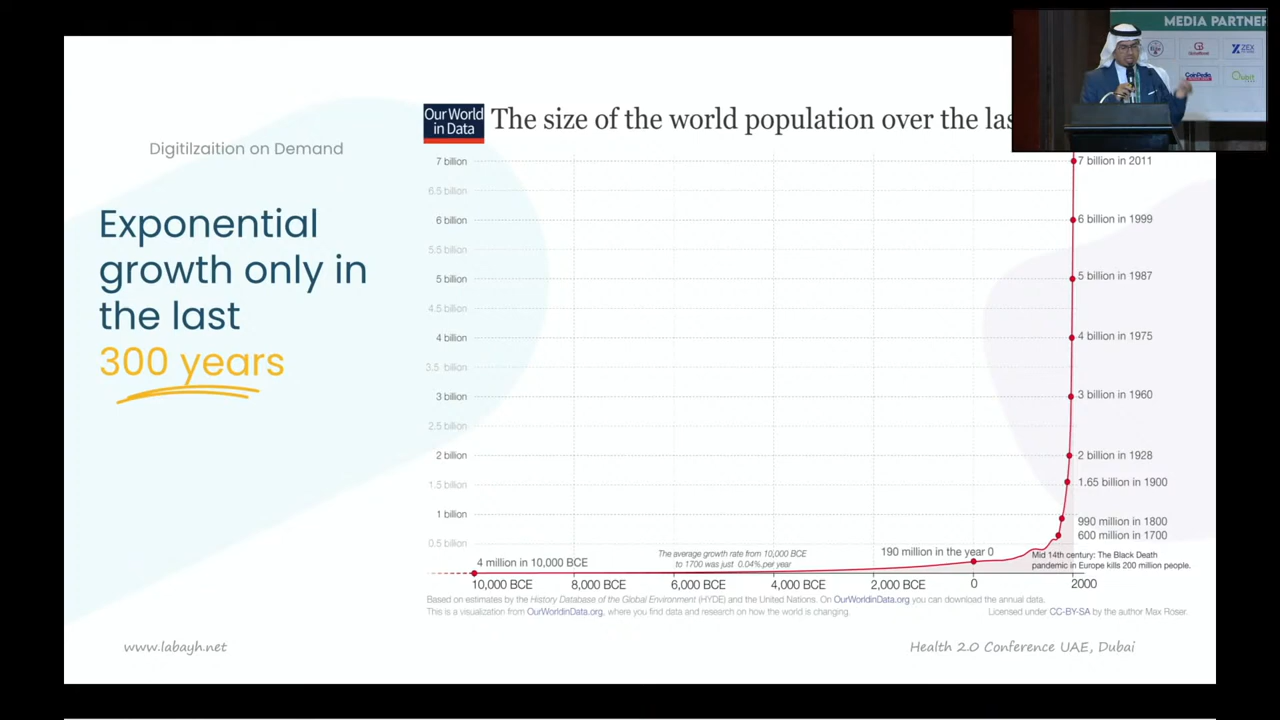 Digitilzaition on Demand
Exponential
growth only in
the last
300 years
Our World
in Data
The size of the world population over the las
7 billion
6.5 billion
6 billion
5.5 billion
5 billion
4.5 billion
4 billion
3.5 billion
3 billion
2.5 billion
2 billion
1.5 billion
1 billion
0.5 billion
7 billion in 2011
6 billion in 1999
5 billion in 1987
4 billion in 1975
3 billion in 1960
2 billion in 1928
1.65 billion in 1900
990 million in 1800
600 million in 1700
Mid 14th century: The Black Death
pandemic in Europe kills 200 million people.
190 million in the year 0
The average growth rate from 10,000 BCE
to 1700 was just 0.04% per year
4 million in 10,000 BCE
10,000 BCE 8,000 BCE 6,000 BCE 4,000 BCE 2,000 BCE 0 2000
Based on estimates by the History Database of the Global Environment (HYDE) and the United Nations. On OurWorldinData.org you can download the annual data.
This is a visualization from OurWorldinData.org, where you find data and research on how the world is changing.
Licensed under CC-BY-SA by the author Max Roser.
www.labayh.net
Health 2.0 Conference UAE, Dubai
MEDIA PARTNER
ZEX
CoinPedia